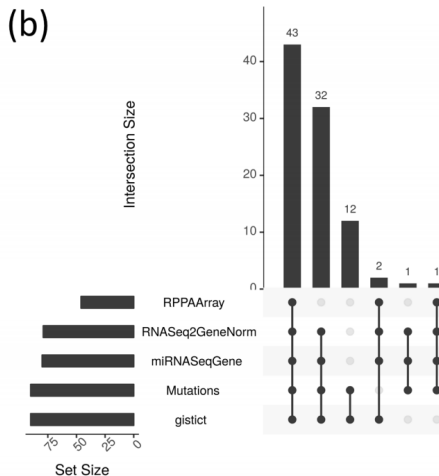 (b)
43
40
32
30
Intersection Size
20
12
10
2
1
1
0
RPPAArray
RNASeq2GeneNorm
miRNASeqGene
Mutations
gistict
75
50
25
0
Set Size